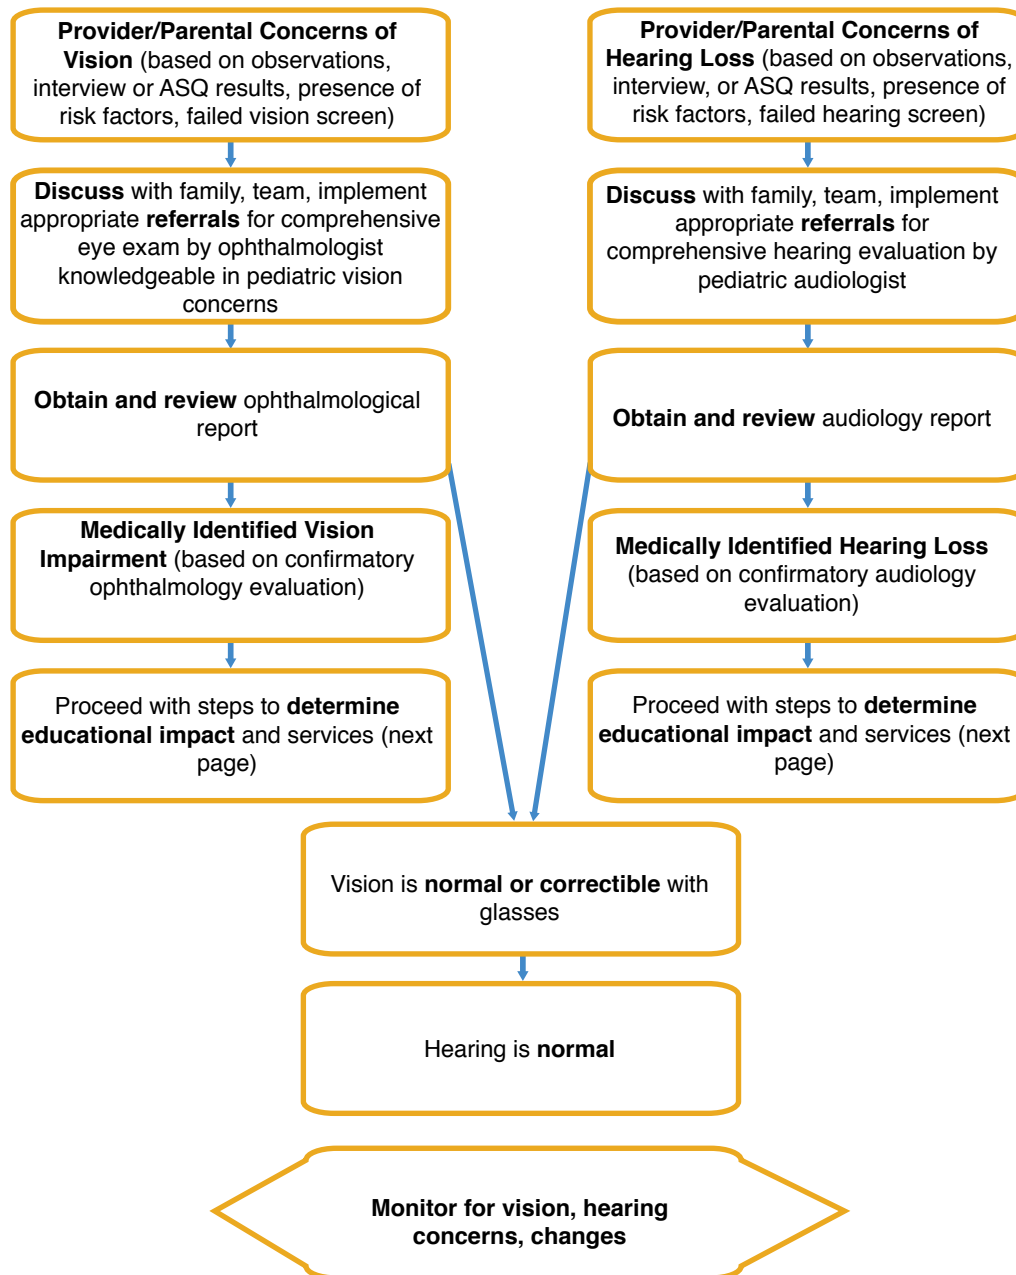 Provider/Parental Concerns of
Vision (based on observations,
interview or ASQ results, presence of
risk factors, failed vision screen)
Discuss with family, team, implement
appropriate referrals for comprehensive
eye exam by ophthalmologist
knowledgeable in pediatric vision
concerns
Obtain and review ophthalmological
report
Medically Identified Vision
Impairment (based on confirmatory
ophthalmology evaluation)
Proceed with steps to determine
educational impact and services (next
page)
Provider/Parental Concerns of
Hearing Loss (based on observations,
interview, or ASQ results, presence of
risk factors, failed hearing screen)
Discuss with family, team, implement
appropriate referrals for
comprehensive hearing evaluation by
pediatric audiologist
Obtain and review audiology report
Medically Identified Hearing Loss
(based on confirmatory audiology
evaluation)
Proceed with steps to determine
educational impact and services (next
page)
Vision is normal or correctible with
glasses
Hearing is normal
Monitor for vision, hearing
concerns, changes